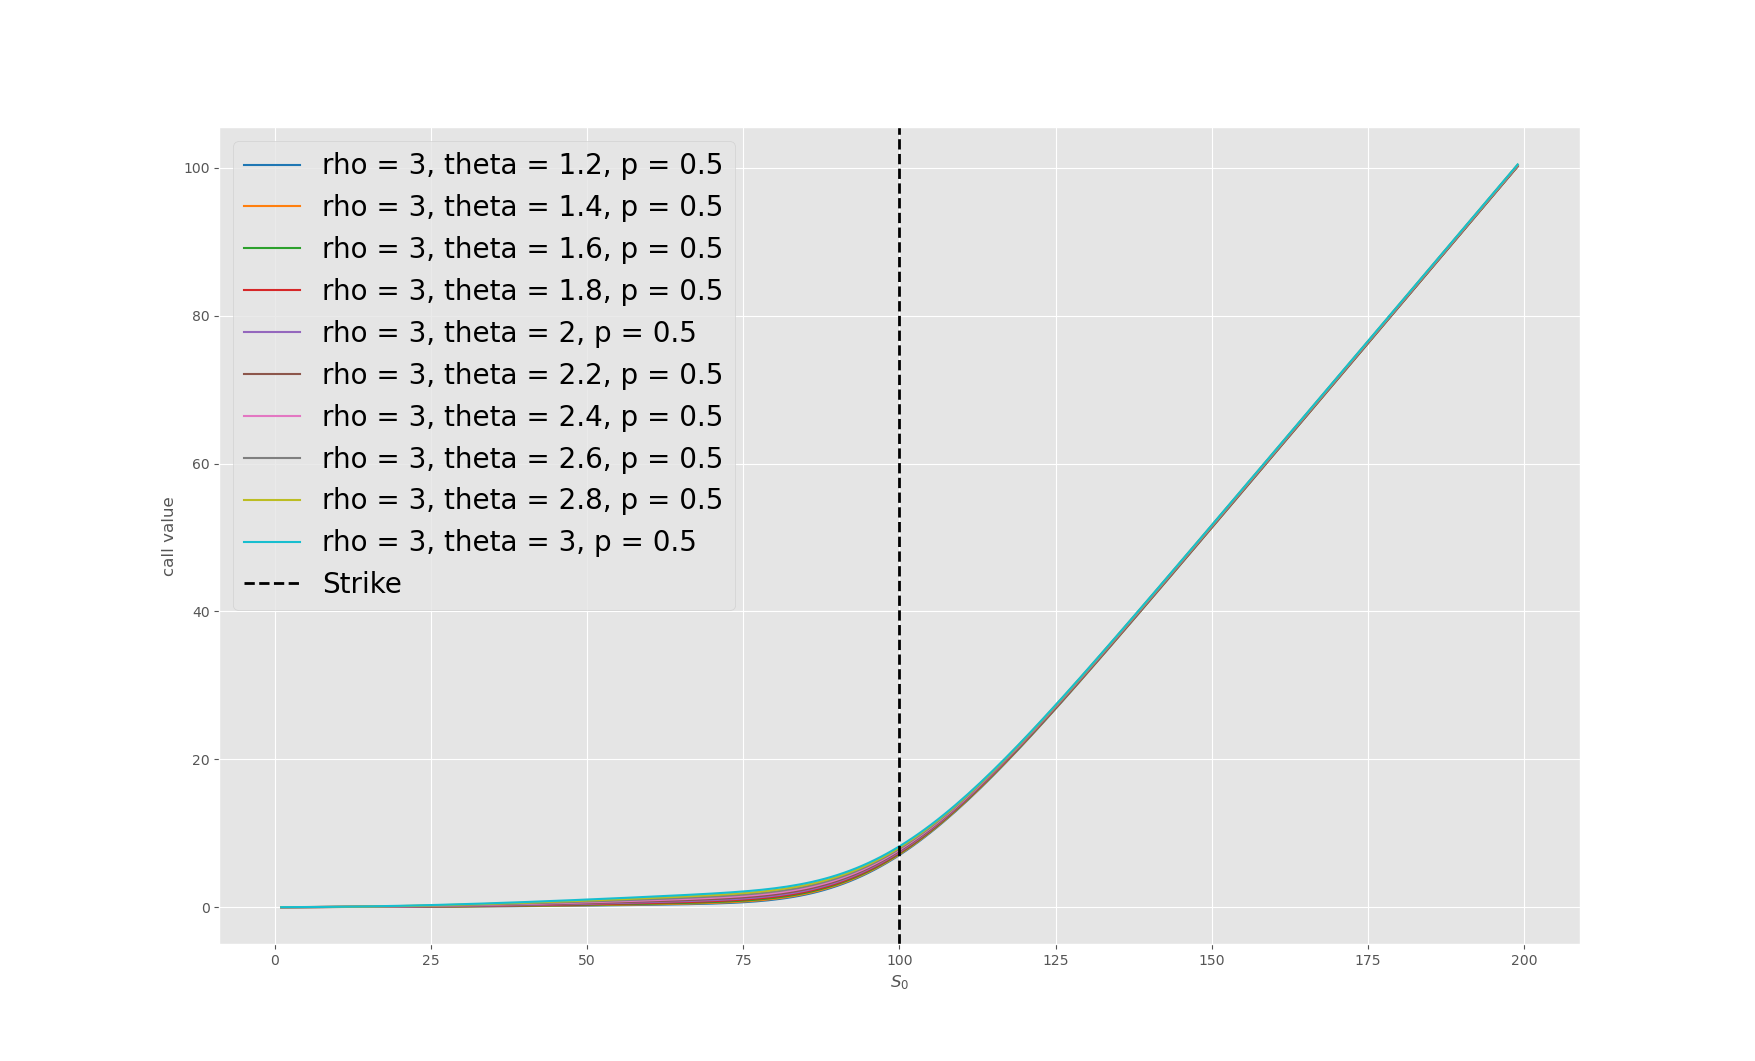 rho = 3, theta = 1.2, p = 0.5
rho = 3, theta = 1.4, p = 0.5
rho = 3, theta = 1.6, p = 0.5
rho = 3, theta = 1.8, p = 0.5
rho = 3, theta = 2, p = 0.5
rho = 3, theta = 2.2, p = 0.5
rho = 3, theta = 2.4, p = 0.5
rho = 3, theta = 2.6, p = 0.5
rho = 3, theta = 2.8, p = 0.5
rho = 3, theta = 3, p = 0.5
Strike
100
80
60
40
20
0
call value
0 25 50 75 100 125 150 175 200
S₀